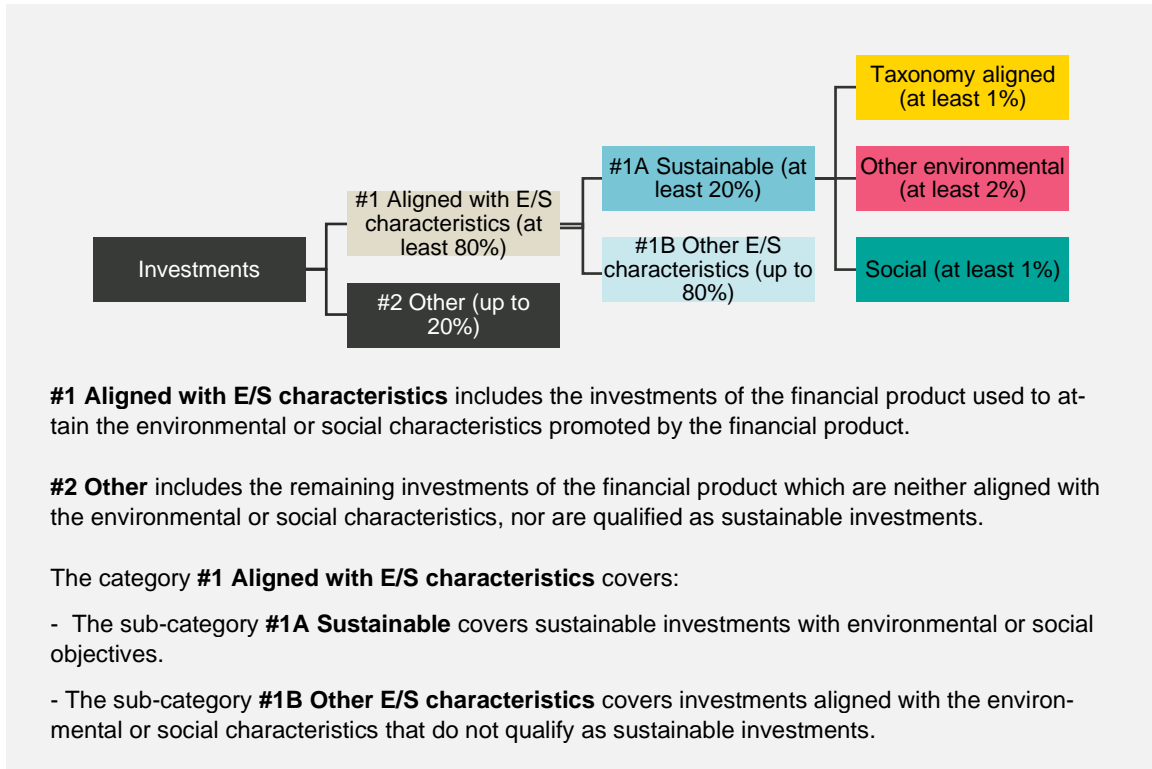 Taxonomy aligned
(at least 1%)
#1A Sustainable (at
least 20%)
Other environmental
(at least 2%)
#1 Aligned with E/S
characteristics (at
least 80%)
Investments
#1B Other E/S
characteristics (up to
80%)
Social (at least 1%)
#2 Other (up to
20%)
#1 Aligned with E/S characteristics includes the investments of the financial product used to at-
tain the environmental or social characteristics promoted by the financial product.
#2 Other includes the remaining investments of the financial product which are neither aligned with
the environmental or social characteristics, nor are qualified as sustainable investments.
The category #1 Aligned with E/S characteristics covers:
- The sub-category #1A Sustainable covers sustainable investments with environmental or social
objectives.
- The sub-category #1B Other E/S characteristics covers investments aligned with the environ-
mental or social characteristics that do not qualify as sustainable investments.